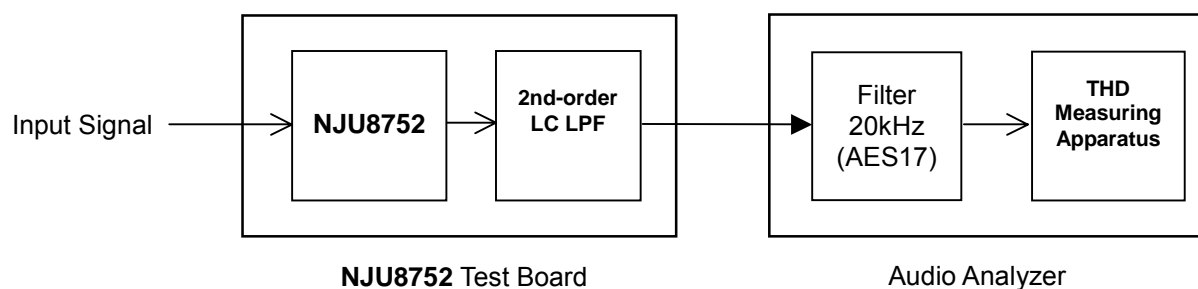 Input Signal
NJU8752
2nd-order
LC LPF
Filter
20kHz
(AES17)
THD
Measuring
Apparatus
NJU8752 Test Board
Audio Analyzer